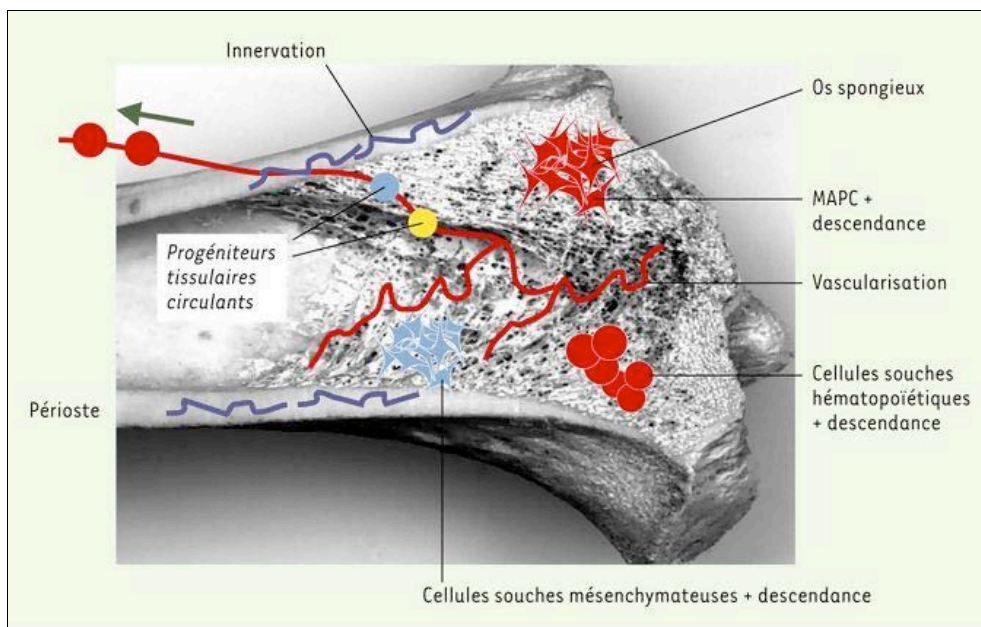 Innervation
Os spongieux
MAPC +
descendance
Progéniteurs
tissulaires
circulants
Vascularisation
Périoste
Cellules souches
hématopoïétiques
+ descendance
Cellules souches mésenchymateuses + descendance